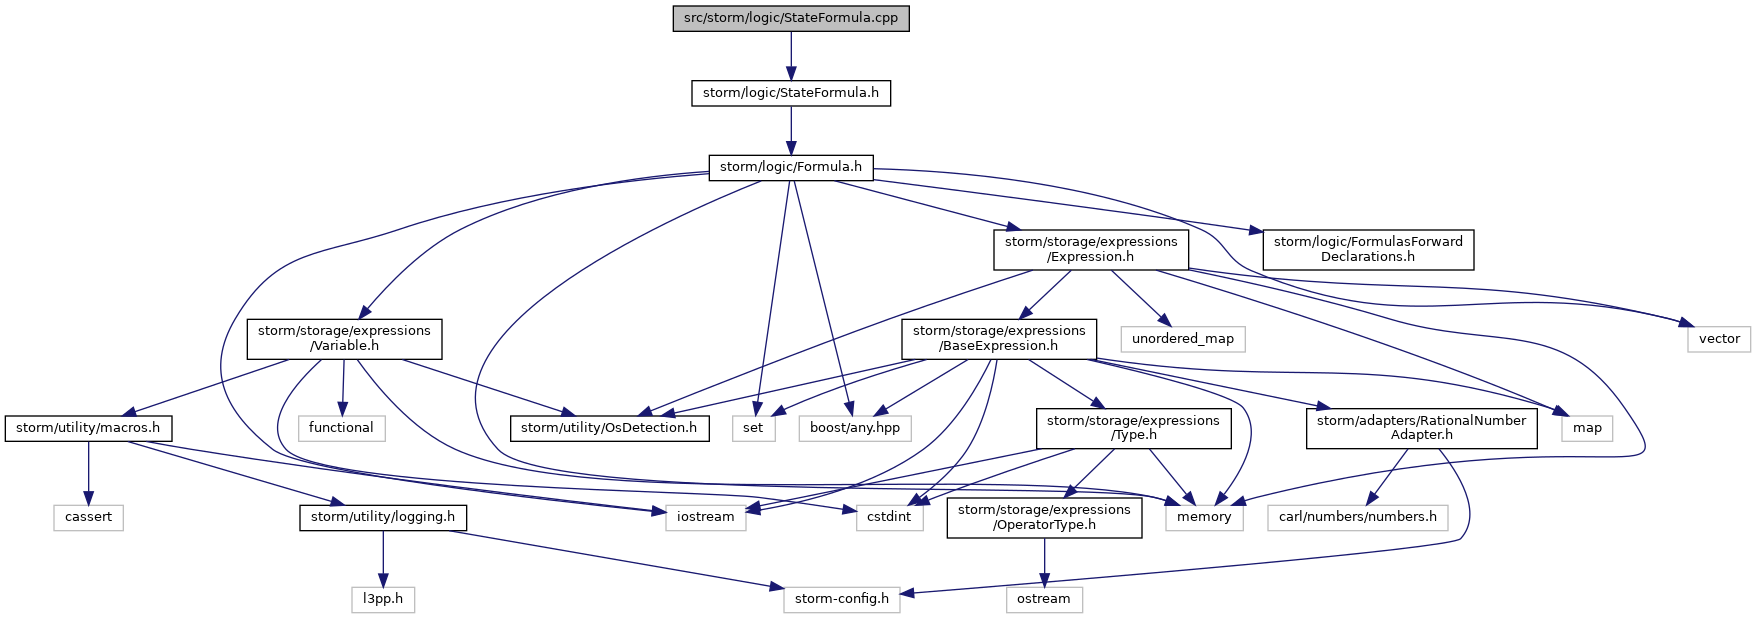 src/storm/logic/StateFormula.cpp
storm/logic/StateFormula.h
storm/logic/Formula.h
storm/storage/expressions
/Expression.h
storm/logic/FormulasForward
Declarations.h
storm/storage/expressions
/Variable.h
storm/storage/expressions
/BaseExpression.h
unordered_map
vector
storm/utility/macros.h
functional
storm/utility/OsDetection.h
set
boost/any.hpp
storm/storage/expressions
/Type.h
storm/adapters/RationalNumber
Adapter.h
map
cassert
storm/utility/logging.h
iostream
cstdint
storm/storage/expressions
/OperatorType.h
memory
carl/numbers/numbers.h
l3pp.h
storm-config.h
ostream